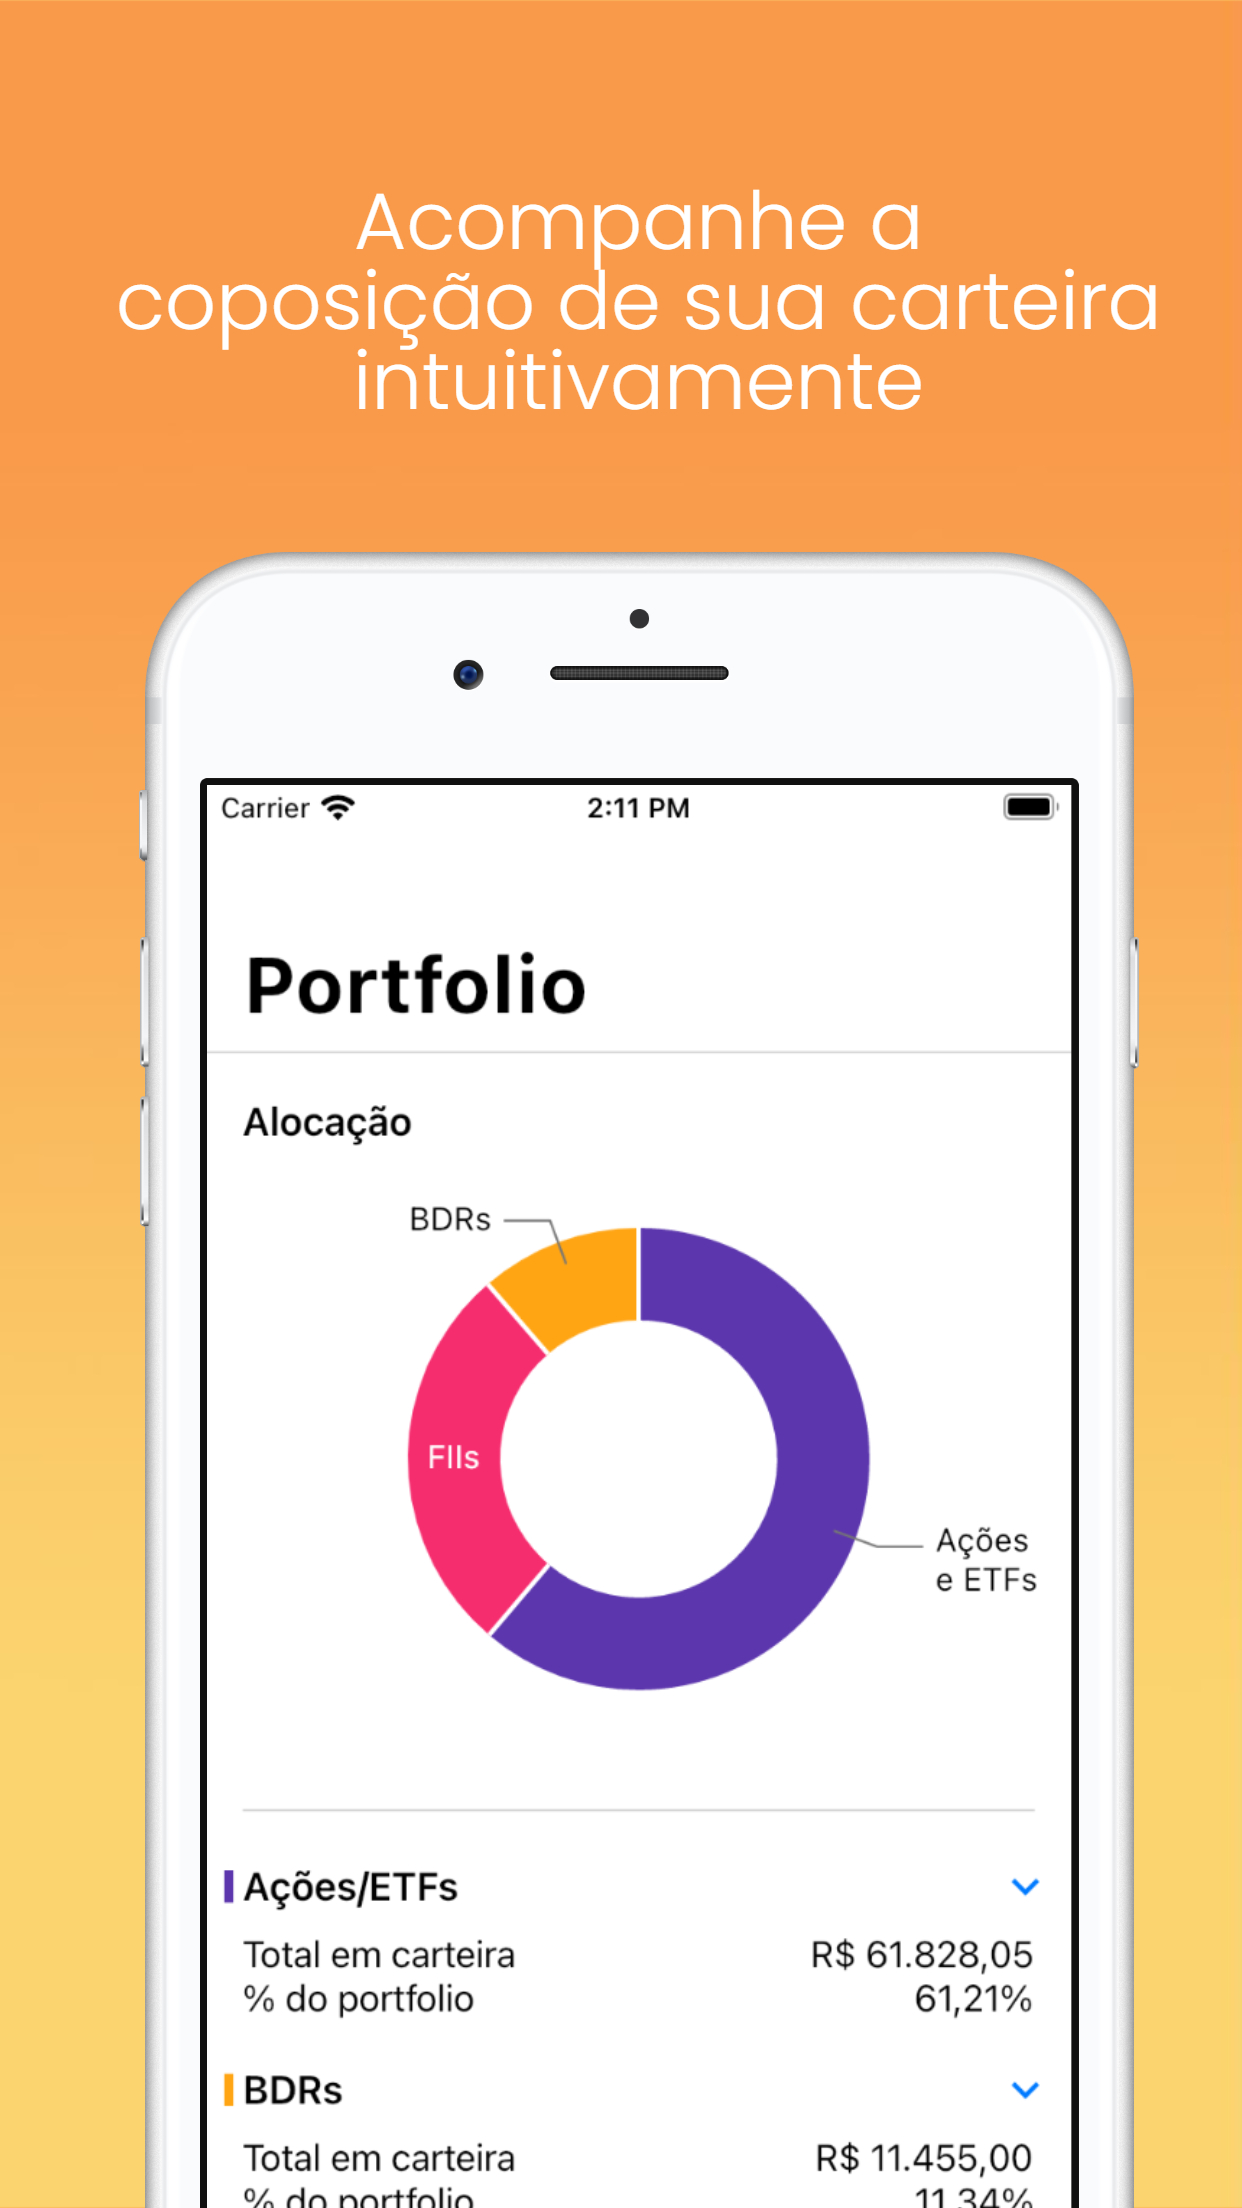 Acompanhe a
coposição de sua carteira
intuitivamente
Carrier 2:11 PM
Portfolio
Alocação
BDRs
FIIs
Ações
e ETFs
Ações/ETFs
Total em carteira R$ 61.828,05
% do portfolio 61,21%
BDRs
Total em carteira R$ 11.455,00
% do portfolio 11,34%